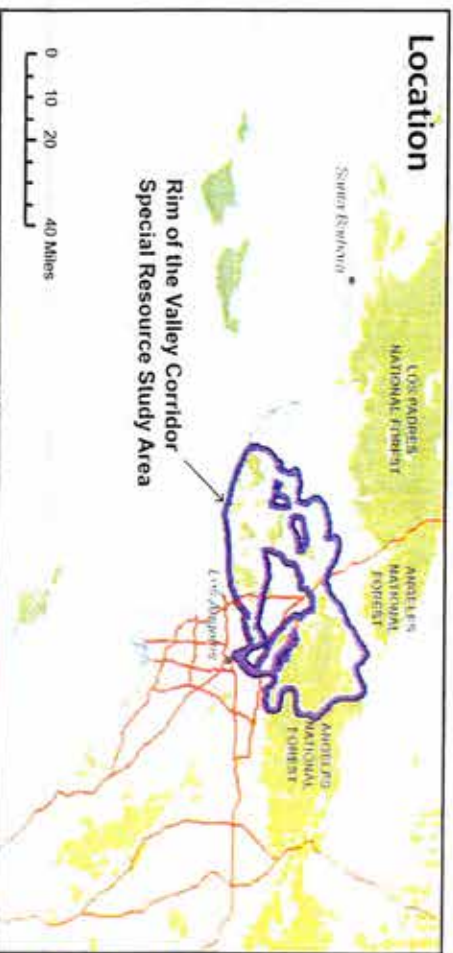 Location
Santa Barbara
LOS PADRES
NATIONAL FOREST
ANGELES
NATIONAL
FOREST
ANGELES
NATIONAL
FOREST
Los Angeles
Rim of the Valley Corridor
Special Resource Study Area
0 10 20 40 Miles